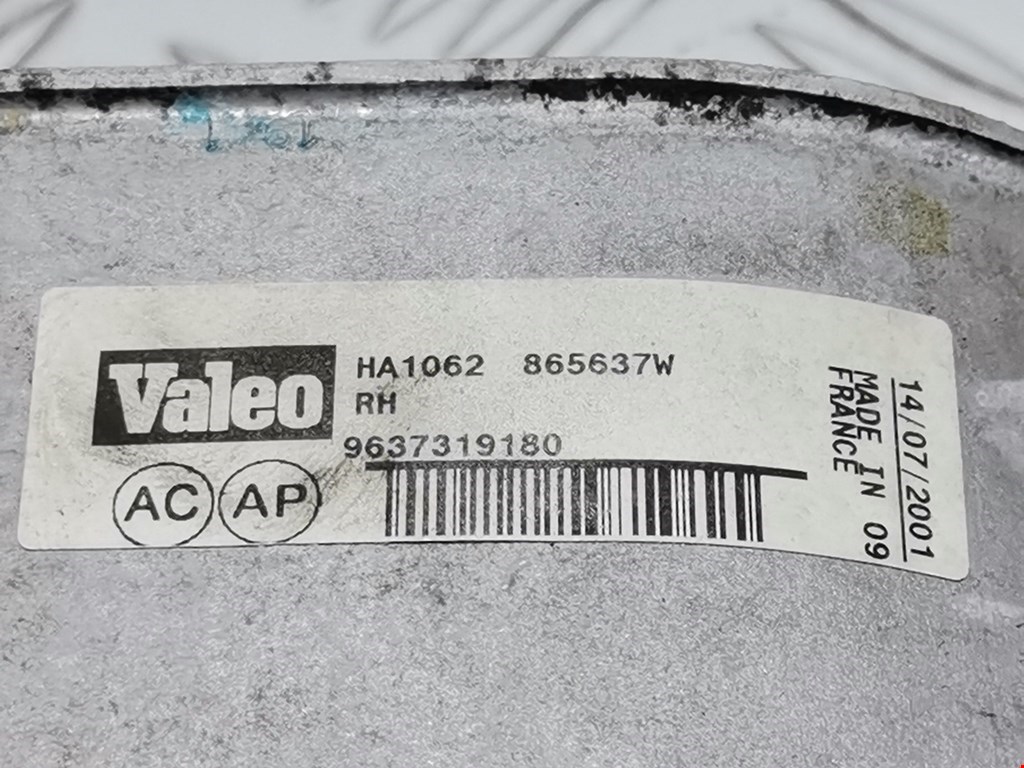 Valeo
HA1062 865637W
RH
9637319180
AC AP
14/07/2001
MADE IN 09
FRANCE